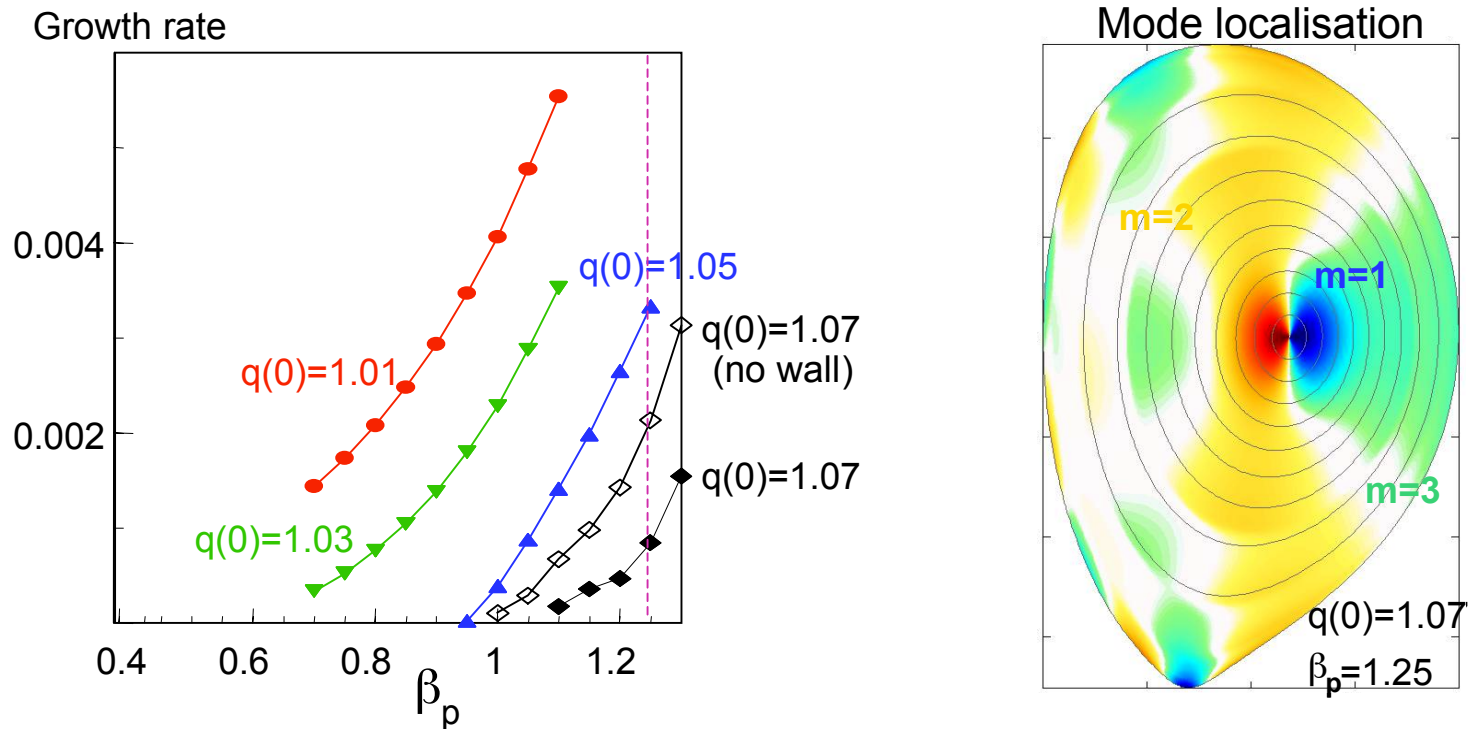 Growth rate
0.004
0.002
q(0)=1.01
q(0)=1.03
q(0)=1.05
q(0)=1.07
(no wall)
q(0)=1.07
0.4 0.6 0.8 1 1.2
βp
Mode localisation
m=2
m=1
m=3
q(0)=1.07
βp=1.25